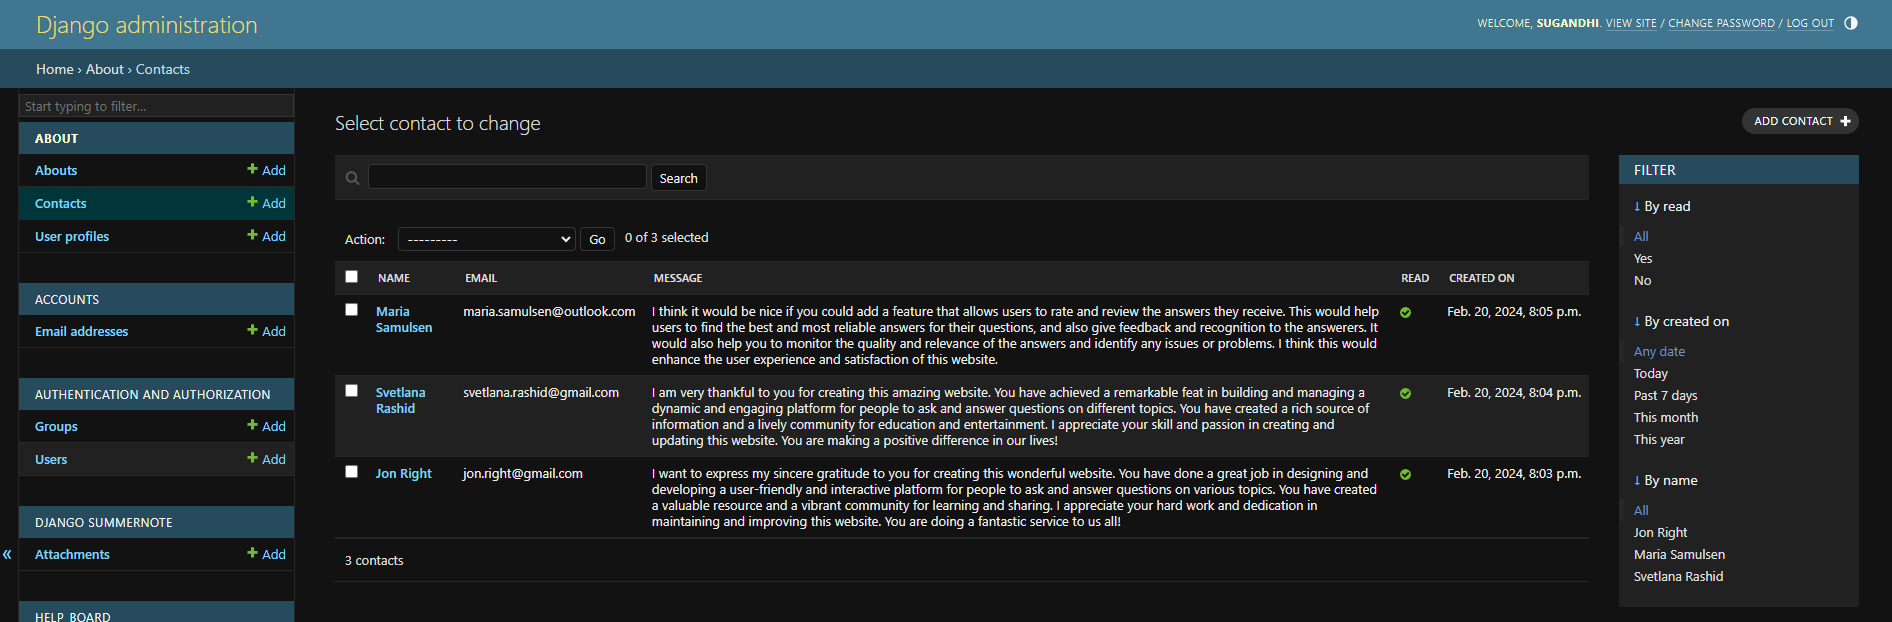 Django administration
WELCOME, SUGANDHI. VIEW SITE / CHANGE PASSWORD / LOG OUT
Home › About › Contacts
Start typing to filter...
ABOUT
Abouts + Add
Contacts + Add
User profiles + Add
ACCOUNTS
Email addresses + Add
AUTHENTICATION AND AUTHORIZATION
Groups + Add
Users + Add
DJANGO SUMMERNOTE
Attachments + Add
HELP_BOARD
«
Select contact to change
ADD CONTACT +
Search
Action: --------- Go 0 of 3 selected
NAME EMAIL MESSAGE READ CREATED ON
Maria Samulsen maria.samulsen@outlook.com I think it would be nice if you could add a feature that allows users to rate and review the answers they receive. This would help Feb. 20, 2024, 8:05 p.m.
users to find the best and most reliable answers for their questions, and also give feedback and recognition to the answerers. It
would also help you to monitor the quality and relevance of the answers and identify any issues or problems. I think this would
enhance the user experience and satisfaction of this website.
Svetlana Rashid svetlana.rashid@gmail.com I am very thankful to you for creating this amazing website. You have achieved a remarkable feat in building and managing a Feb. 20, 2024, 8:04 p.m.
dynamic and engaging platform for people to ask and answer questions on different topics. You have created a rich source of
information and a lively community for education and entertainment. I appreciate your skill and passion in creating and
updating this website. You are making a positive difference in our lives!
Jon Right jon.right@gmail.com I want to express my sincere gratitude to you for creating this wonderful website. You have done a great job in designing and Feb. 20, 2024, 8:03 p.m.
developing a user-friendly and interactive platform for people to ask and answer questions on various topics. You have created
a valuable resource and a vibrant community for learning and sharing. I appreciate your hard work and dedication in
maintaining and improving this website. You are doing a fantastic service to us all!
3 contacts
FILTER
↓ By read
All
Yes
No
↓ By created on
Any date
Today
Past 7 days
This month
This year
↓ By name
All
Jon Right
Maria Samulsen
Svetlana Rashid